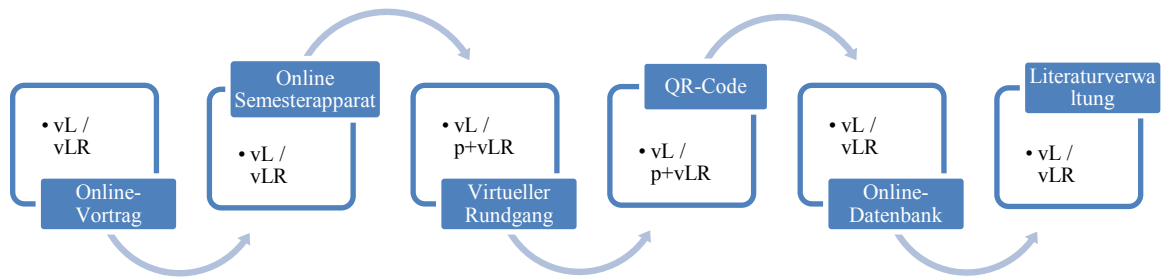 • vL /
vLR
Online-
Vortrag
Online
Semesterapparat
• vL /
vLR
• vL /
p+vLR
Virtueller
Rundgang
QR-Code
• vL /
p+vLR
• vL /
vLR
Online-
Datenbank
Literaturverwa
ltung
• vL /
vLR